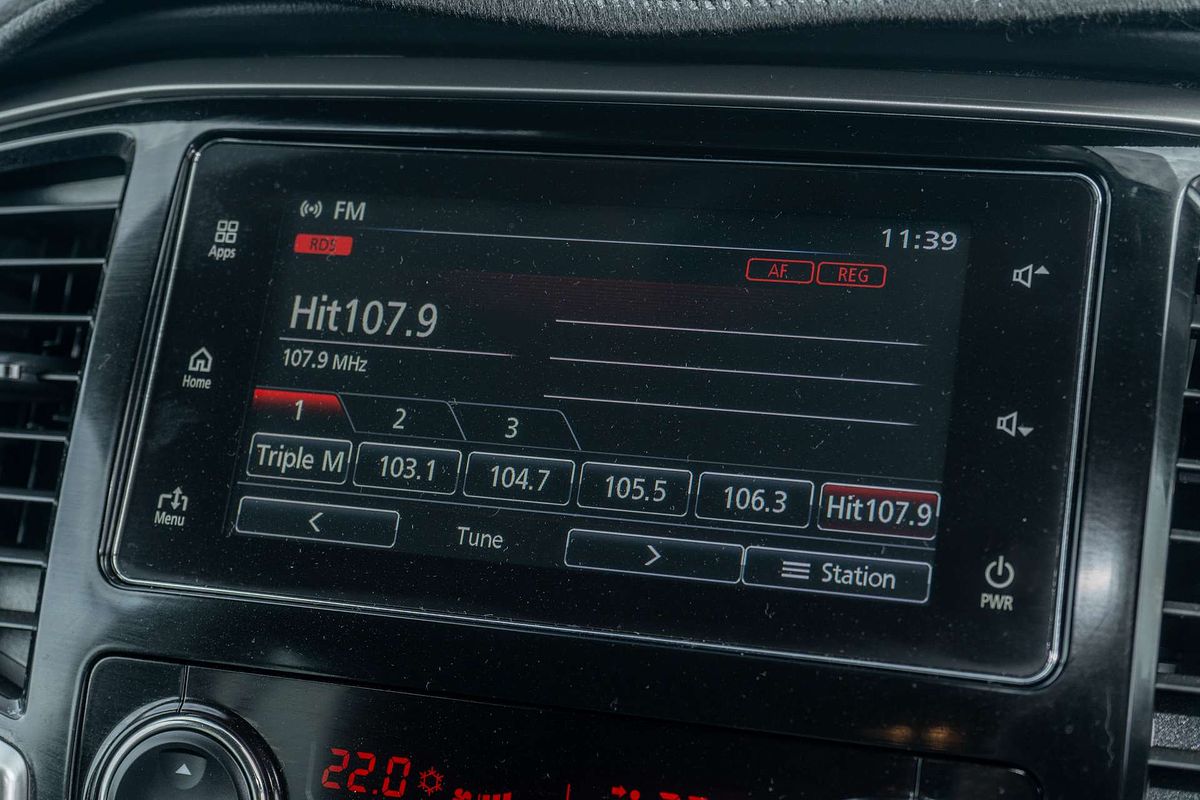 FM
11:39
RDS
AF REG
Apps
Hit107.9
107.9 MHz
Home
1 2 3
Triple M 103.1 104.7 105.5 106.3 Hit107.9
Menu
< Tune > Station
PWR
22.0